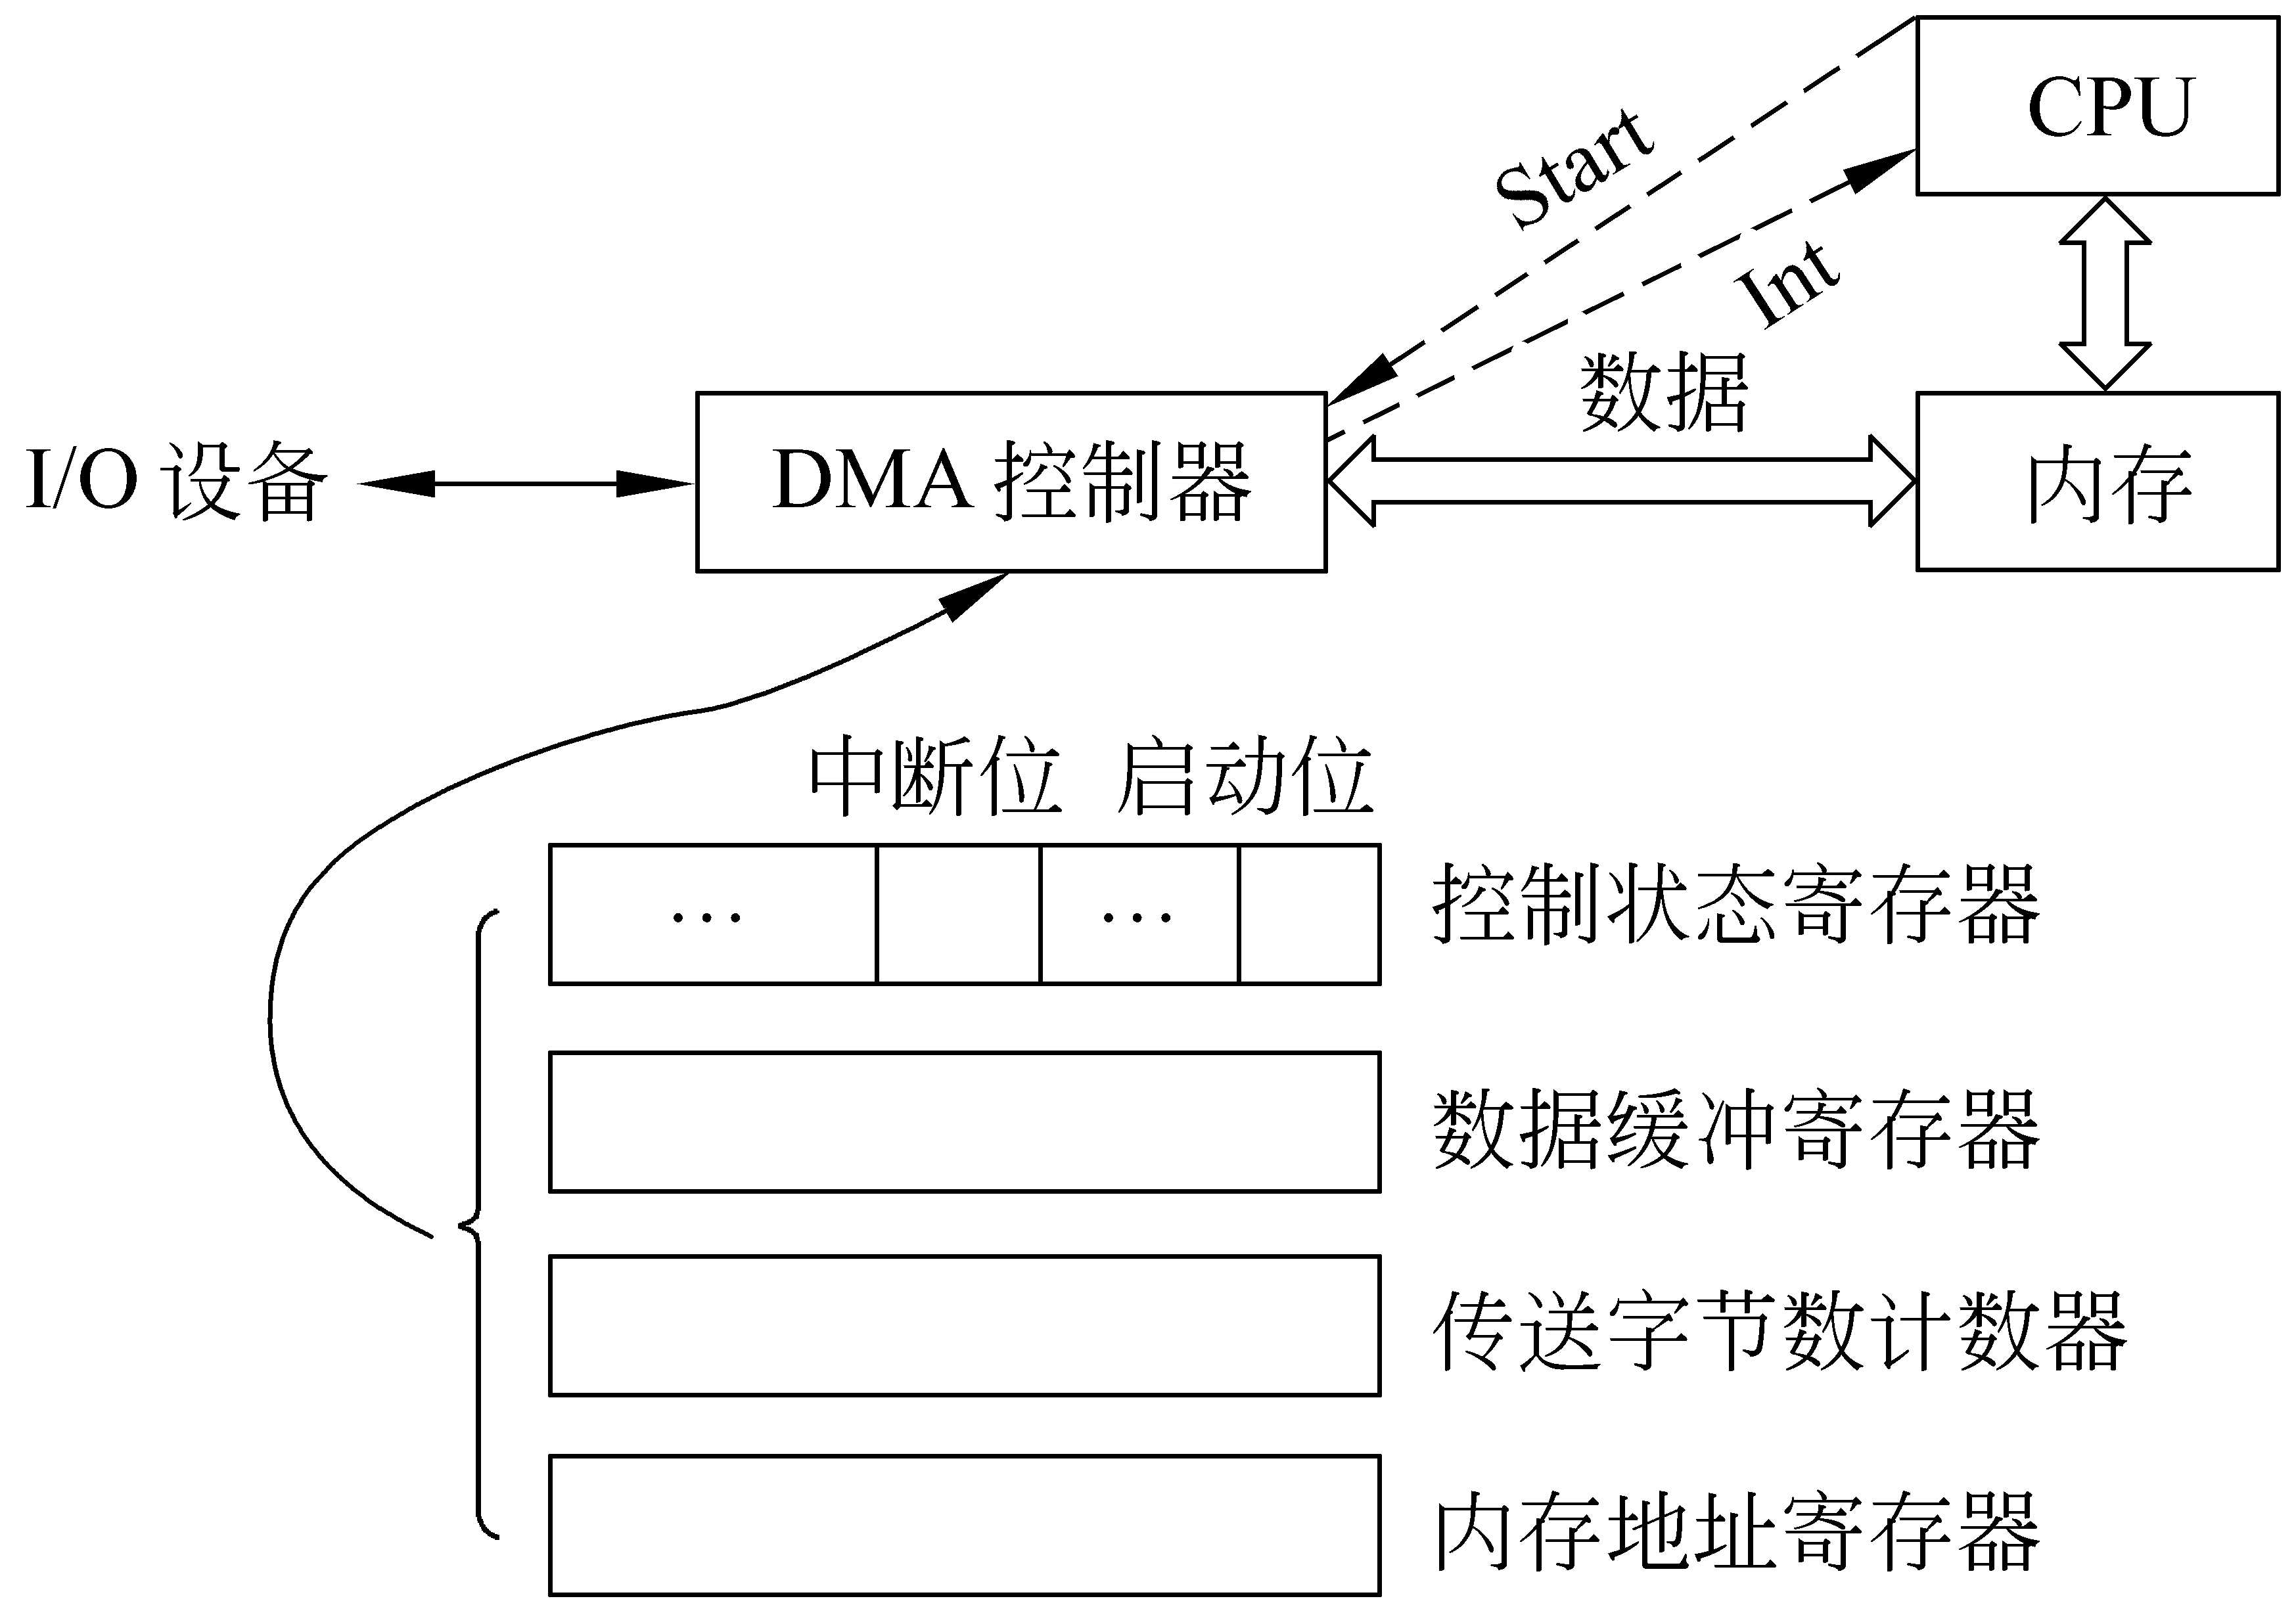 CPU
Start
Int
数据
I/O 设备
DMA 控制器
内存
中断位 启动位
… …
控制状态寄存器
数据缓冲寄存器
传送字节数计数器
内存地址寄存器